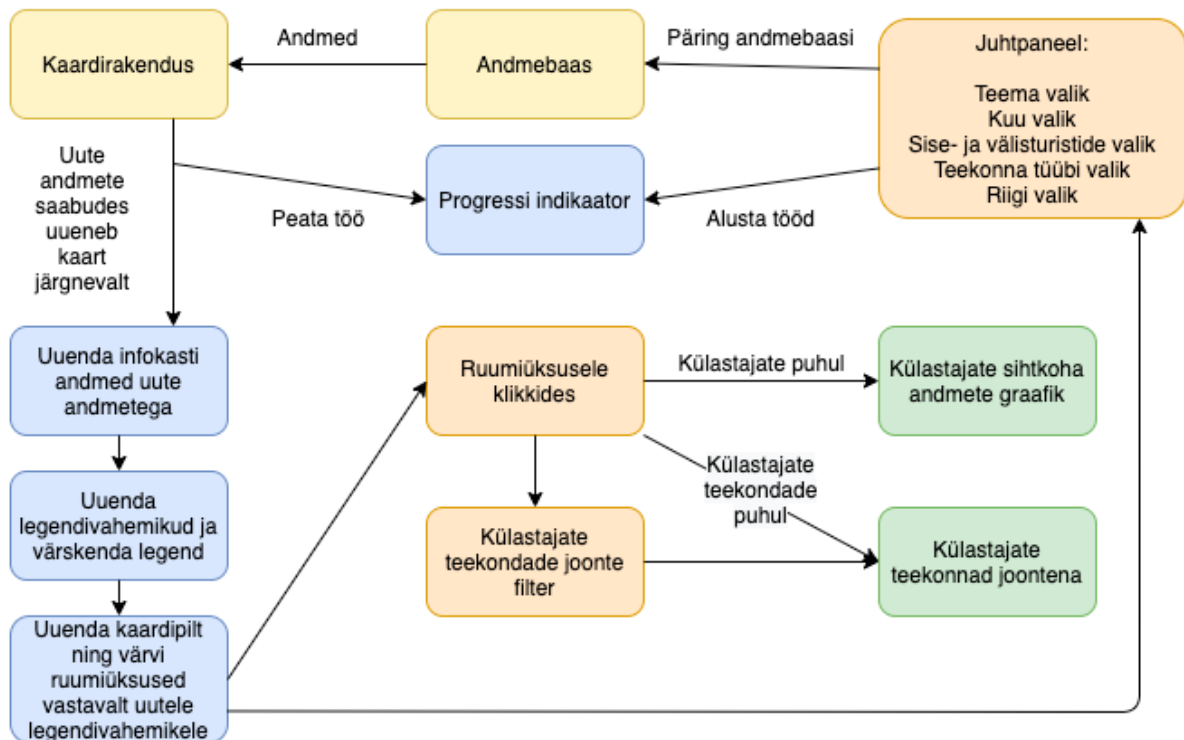 Kaardirakendus
Andmed
Andmebaas
Päring andmebaasi
Juhtpaneel:
Teema valik
Kuu valik
Sise- ja välisturistide valik
Teekonna tüübi valik
Riigi valik
Uute
andmete
saabudes
uueneb
kaart
järgnevalt
Peata töö
Progressi indikaator
Alusta tööd
Uuenda infokasti
andmed uute
andmetega
Ruumiüksusele
klikkides
Külastajate puhul
Külastajate sihtkoha
andmete graafik
Uuenda
legendivahemikud ja
värskenda legend
Külastajate
teekondade
puhul
Külastajate
teekondade joonte
filter
Külastajate
teekonnad joontena
Uuenda kaardipilt
ning värvi
ruumiüksused
vastavalt uutele
legendivahemikele